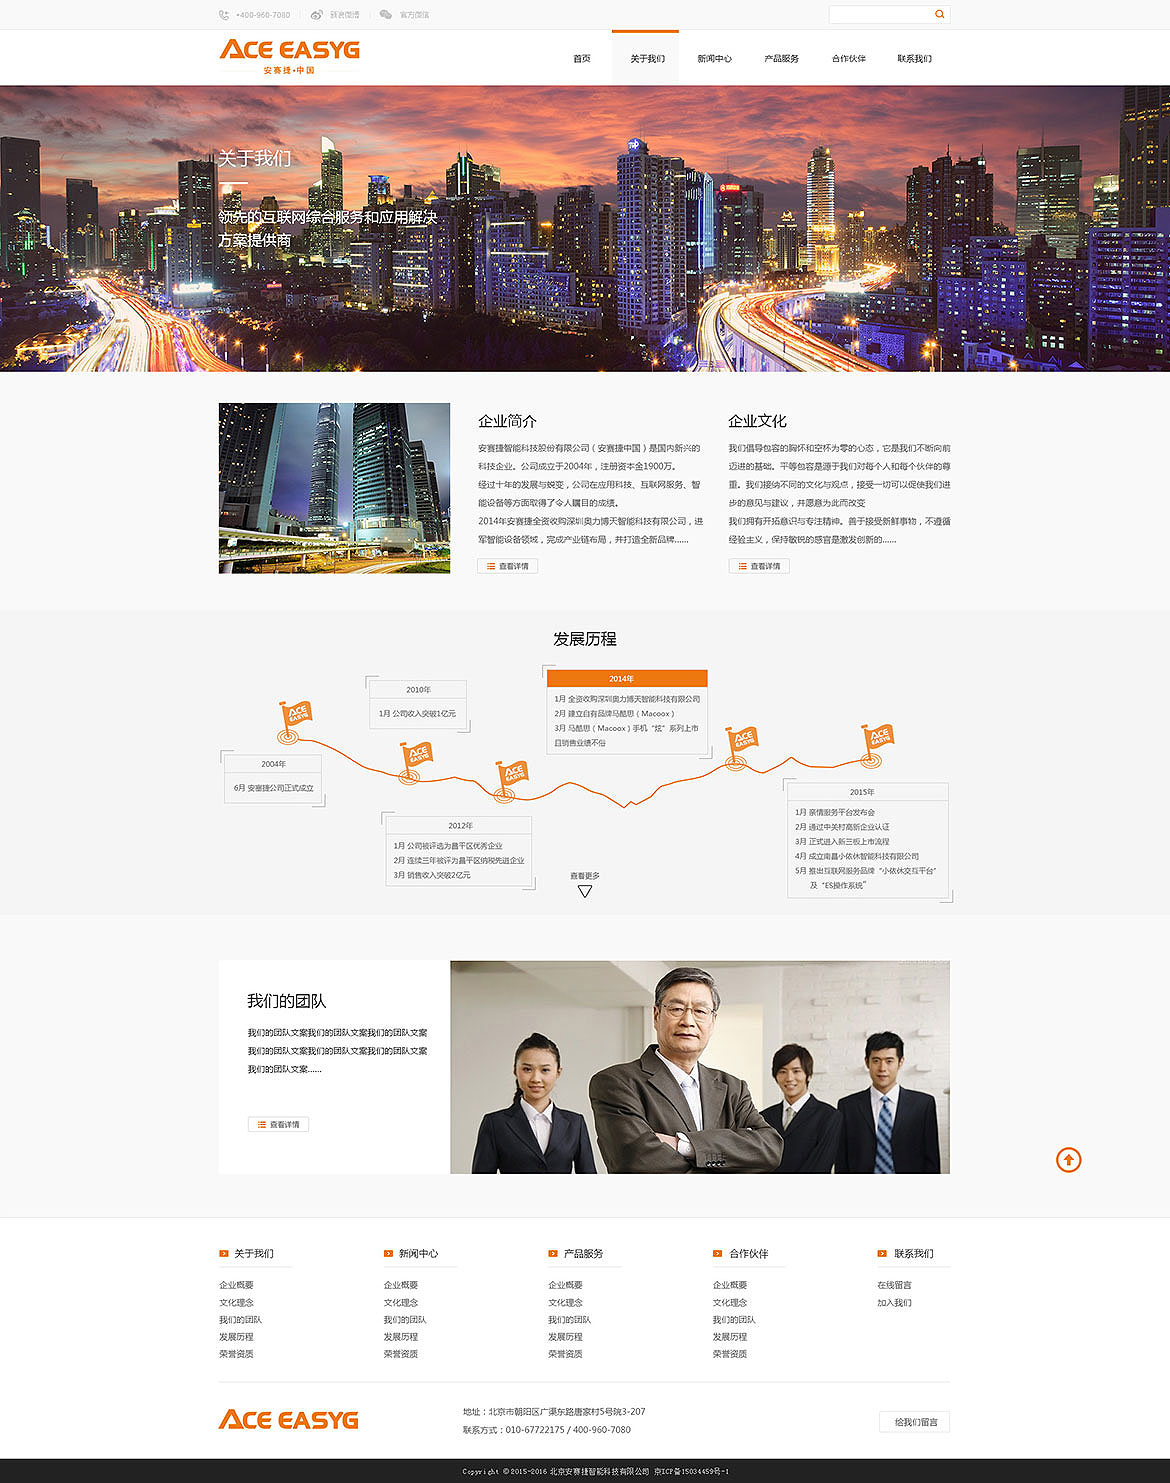 +400-960-7080
官方微信
ACE EASYG
安赛捷·中国
首页
关于我们
新闻中心
产品服务
合作伙伴
联系我们
关于我们
领先的互联网综合服务和应用解决
方案提供商
企业简介
安赛捷智能科技股份有限公司（安赛捷中国）是国内新兴的
科技企业。公司成立于2004年，注册资本金1900万。
经过十年的发展与蜕变，公司在应用科技、互联网服务、智
能设备等方面取得了令人瞩目的成绩。
2014年安赛捷全资收购深圳奥力博天智能科技有限公司，进
军智能设备领域，完成产业链布局，并打造全新品牌......
查看详情
企业文化
我们倡导包容的胸怀和空杯为零的心态，它是我们不断向前
迈进的基础。平等包容是源于我们对每个人和每个伙伴的尊
重。我们接纳不同的文化与观点，接受一切可以促使我们进
步的意见与建议，并愿意为此而改变
我们拥有开拓意识与专注精神。善于接受新鲜事物，不遵循
经验主义，保持敏锐的感官是激发创新的......
查看详情
发展历程
2004年
6月 安塞捷公司正式成立
2010年
1月 公司收入突破1亿元
2012年
1月 公司被评选为昌平区优秀企业
2月 连续三年被评为昌平区纳税先进企业
3月 销售收入突破2亿元
2014年
1月 全资收购深圳奥力博天智能科技有限公司
2月 建立自有品牌马酷思（Macoox）
3月 马酷思（Macoox）手机“炫”系列上市
且销售业绩不俗
2015年
1月 亲情服务平台发布会
2月 通过中关村高新企业认证
3月 正式进入新三板上市流程
4月 成立南昌小依休智能科技有限公司
5月 推出互联网服务品牌“小依休交互平台”
及“ES操作系统”
ACE EASYG
ACE EASYG
ACE EASYG
ACE EASYG
ACE EASYG
查看更多
我们的团队
我们的团队文案我们的团队文案我们的团队文案
我们的团队文案我们的团队文案我们的团队文案
我们的团队文案......
查看详情
关于我们
企业概要
文化理念
我们的团队
发展历程
荣誉资质
新闻中心
企业概要
文化理念
我们的团队
发展历程
荣誉资质
产品服务
企业概要
文化理念
我们的团队
发展历程
荣誉资质
合作伙伴
企业概要
文化理念
我们的团队
发展历程
荣誉资质
联系我们
在线留言
加入我们
ACE EASYG
地址：北京市朝阳区广渠东路唐家村5号院3-207
联系方式：010-67722175 / 400-960-7080
给我们留言
Copyright ©2015-2016 北京安赛捷智能科技有限公司 京ICP备15034459号-1